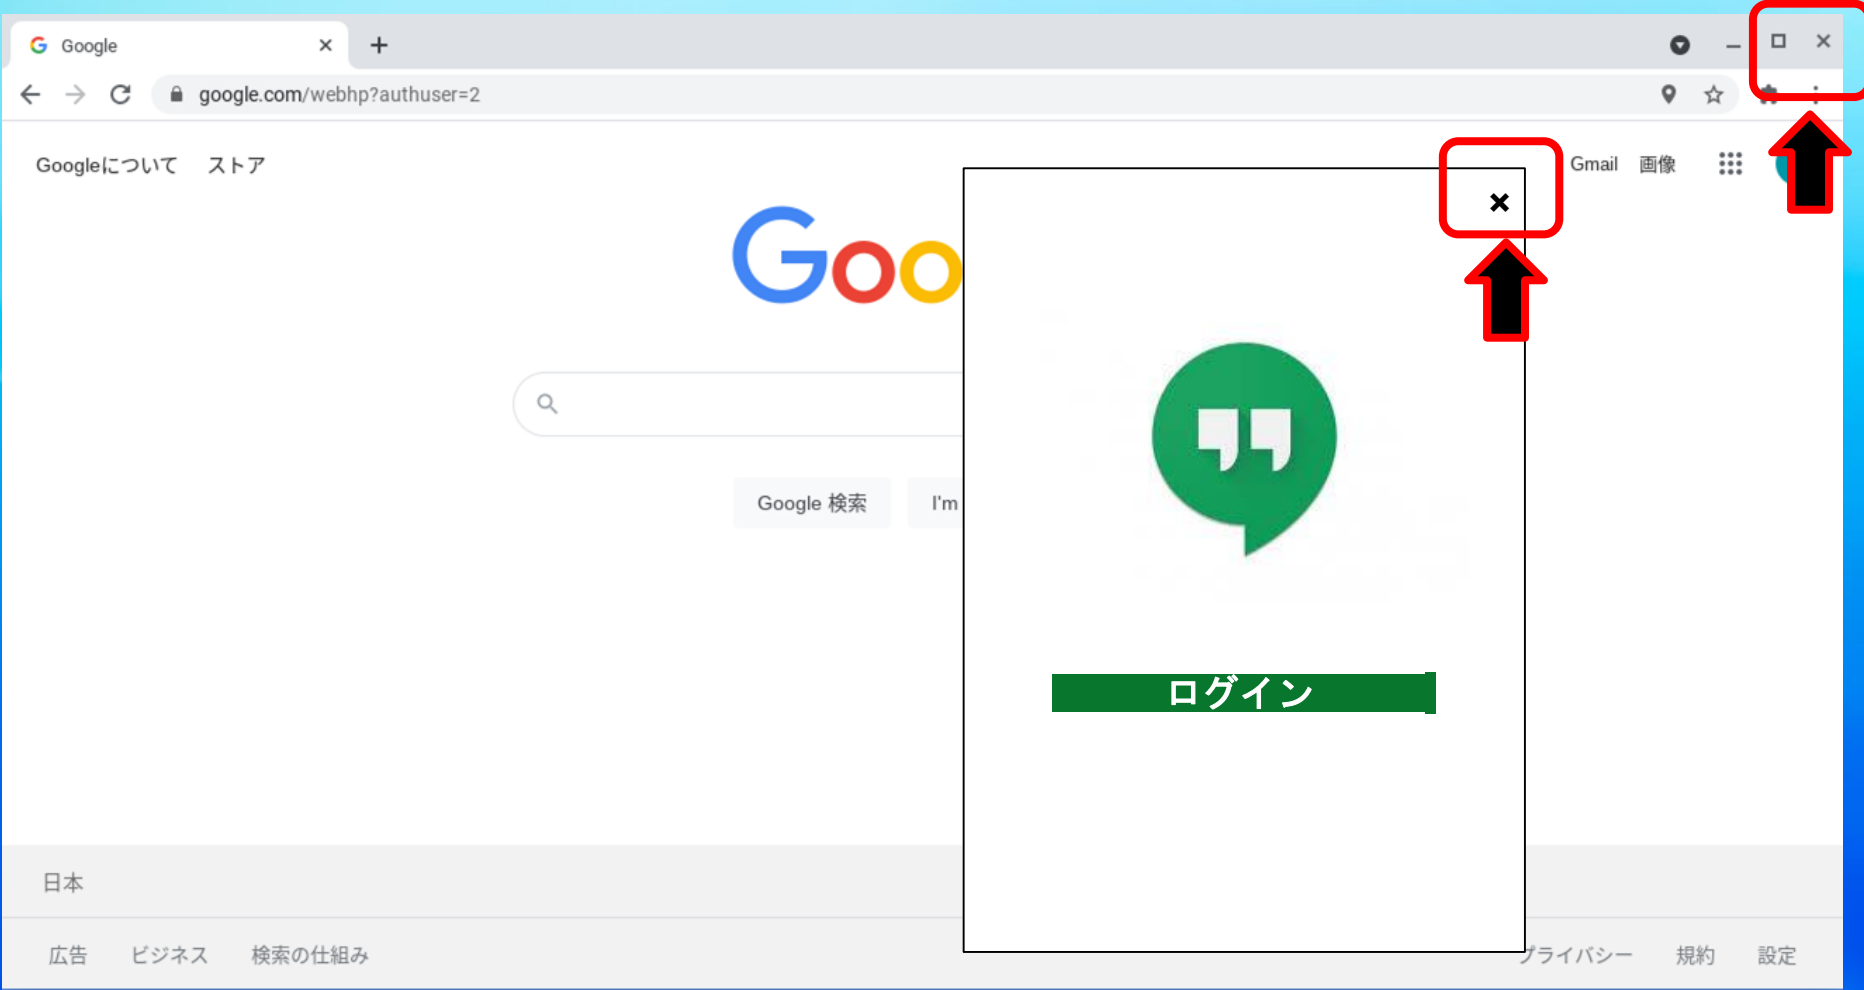 Google
google.com/webhp?authuser=2
Googleについて ストア
Gmail 画像
Goo
Google 検索 I'm
ログイン
日本
広告 ビジネス 検索の仕組み プライバシー 規約 設定